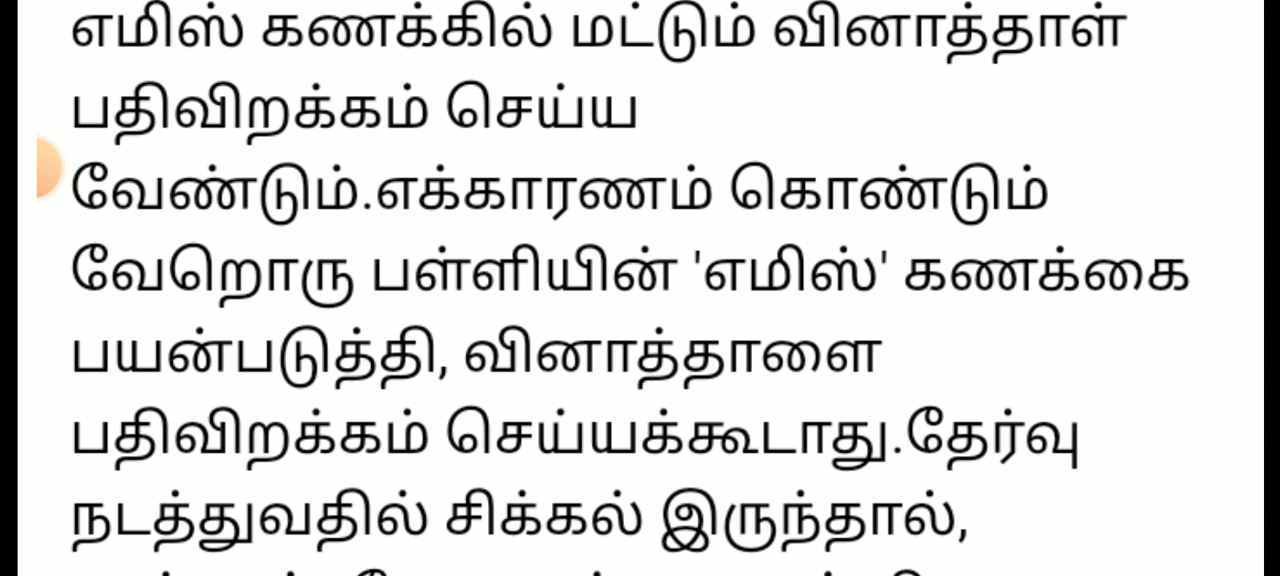 எமிஸ் கணக்கில் மட்டும் வினாத்தாள்
பதிவிறக்கம் செய்ய
வேண்டும்.எக்காரணம் கொண்டும்
வேறொரு பள்ளியின் 'எமிஸ்' கணக்கை
பயன்படுத்தி, வினாத்தாளை
பதிவிறக்கம் செய்யக்கூடாது.தேர்வு
நடத்துவதில் சிக்கல் இருந்தால்,